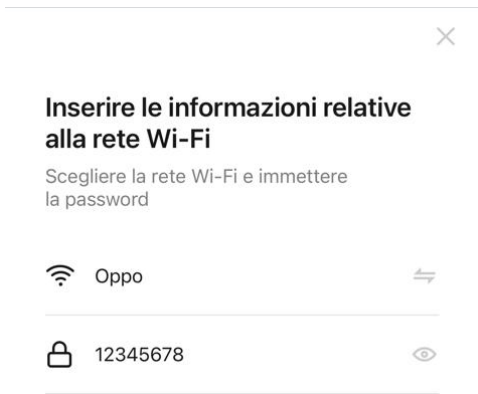 Inserire le informazioni relative
alla rete Wi-Fi
Scegliere la rete Wi-Fi e immettere
la password
Oppo
12345678